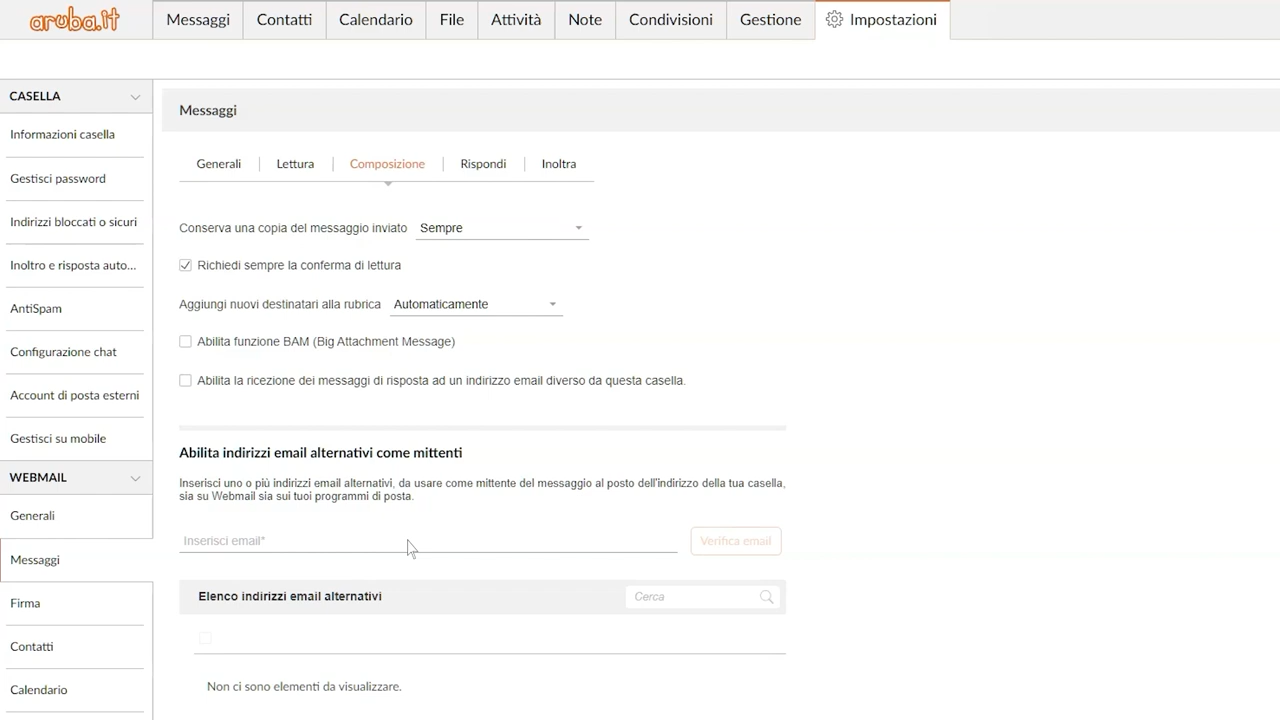 aruba.it
Messaggi
Contatti
Calendario
File
Attività
Note
Condivisioni
Gestione
Impostazioni
CASELLA
Informazioni casella
Gestisci password
Indirizzi bloccati o sicuri
Inoltro e risposta auto...
AntiSpam
Configurazione chat
Account di posta esterni
Gestisci su mobile
WEBMAIL
Generali
Messaggi
Firma
Contatti
Calendario
Messaggi
Generali
Lettura
Composizione
Rispondi
Inoltra
Conserva una copia del messaggio inviato Sempre
Richiedi sempre la conferma di lettura
Aggiungi nuovi destinatari alla rubrica Automaticamente
Abilita funzione BAM (Big Attachment Message)
Abilita la ricezione dei messaggi di risposta ad un indirizzo email diverso da questa casella.
Abilita indirizzi email alternativi come mittenti
Inserisci uno o più indirizzi email alternativi, da usare come mittente del messaggio al posto dell'indirizzo della tua casella,
sia su Webmail sia sui tuoi programmi di posta.
Inserisci email*
Verifica email
Elenco indirizzi email alternativi
Cerca
Non ci sono elementi da visualizzare.